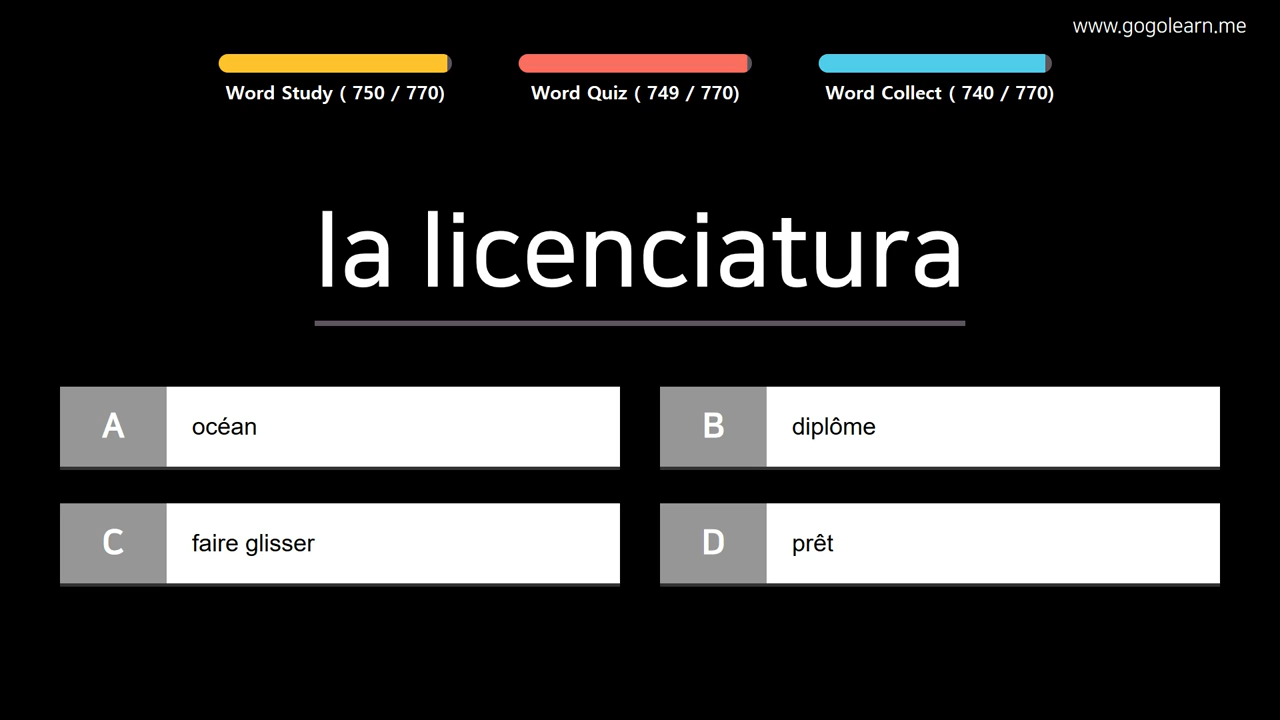 www.gogolearn.me
Word Study ( 750 / 770)
Word Quiz ( 749 / 770)
Word Collect ( 740 / 770)
la licenciatura
A
océan
B
diplôme
C
faire glisser
D
prêt